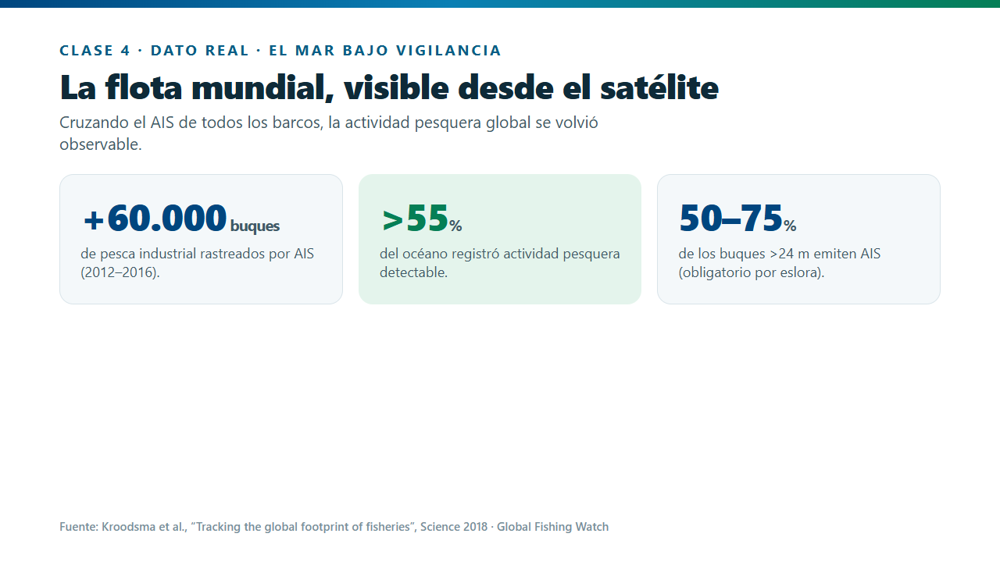 CLASE 4 · DATO REAL · EL MAR BAJO VIGILANCIA
La flota mundial, visible desde el satélite
Cruzando el AIS de todos los barcos, la actividad pesquera global se volvió
observable.
+60.000 buques
de pesca industrial rastreados por AIS
(2012–2016).
>55%
del océano registró actividad pesquera
detectable.
50–75%
de los buques >24 m emiten AIS
(obligatorio por eslora).
Fuente: Kroodsma et al., “Tracking the global footprint of fisheries”, Science 2018 · Global Fishing Watch